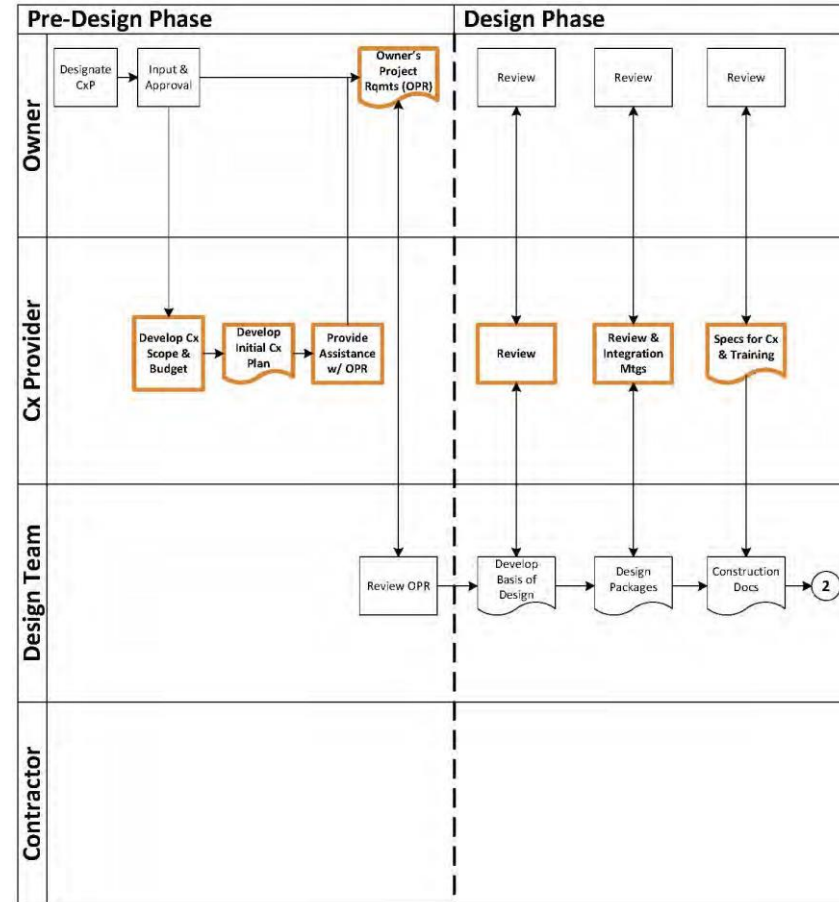 Pre-Design Phase
Design Phase
Owner
Designate
CxP
Input &
Approval
Owner's
Project
Rqmts (OPR)
Review
Review
Review
Cx Provider
Develop Cx
Scope &
Budget
Develop
Initial Cx
Plan
Provide
Assistance
w/ OPR
Review
Review &
Integration
Mtgs
Specs for Cx
& Training
Design Team
Review OPR
Develop
Basis of
Design
Design
Packages
Construction
Docs
2
Contractor